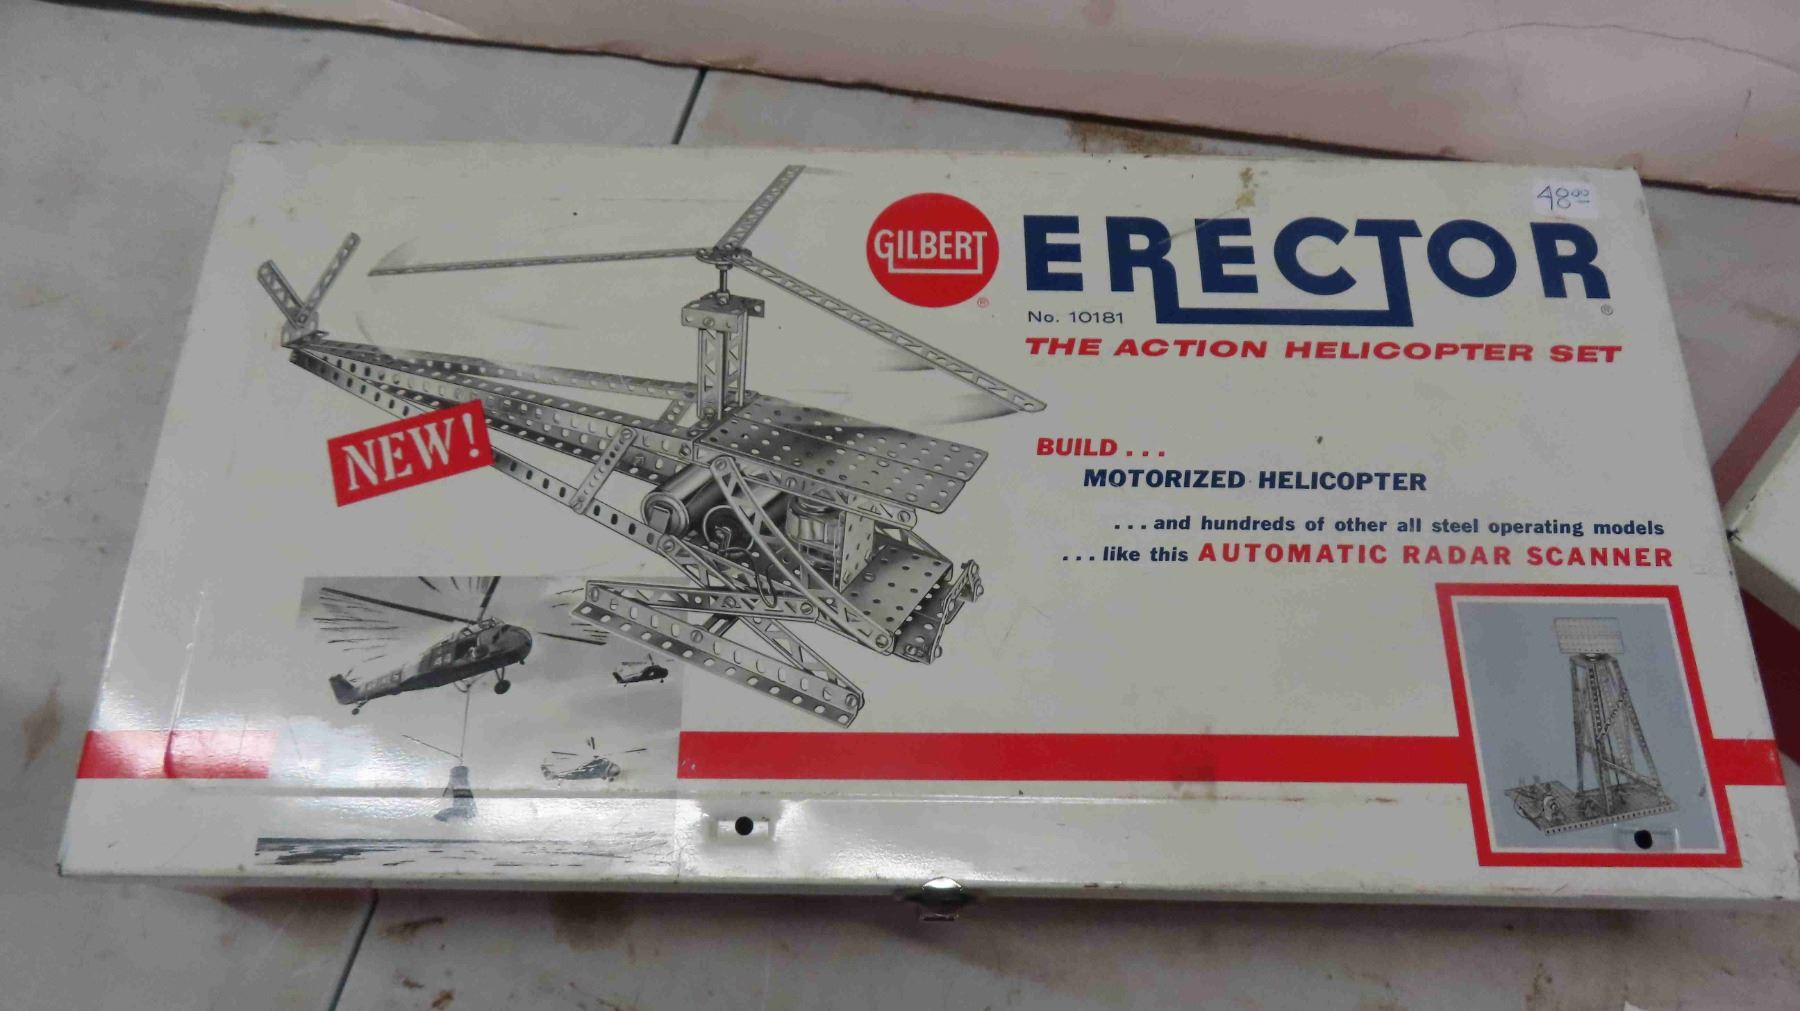 48.00
GILBERT
®
ERECTOR
®
No. 10181
THE ACTION HELICOPTER SET
NEW!
BUILD...
MOTORIZED HELICOPTER
...and hundreds of other all steel operating models
...like this AUTOMATIC RADAR SCANNER